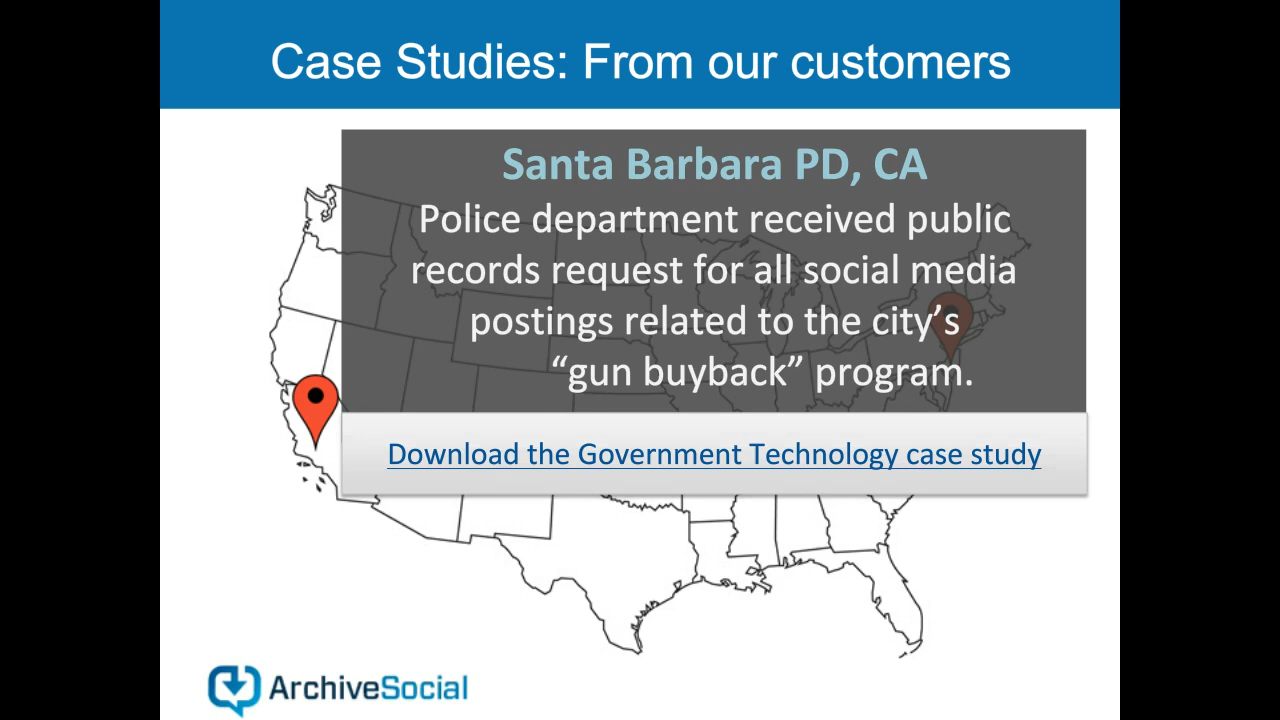 Case Studies: From our customers
Santa Barbara PD, CA
Police department received public
records request for all social media
postings related to the city’s
“gun buyback” program.
Download the Government Technology case study
ArchiveSocial